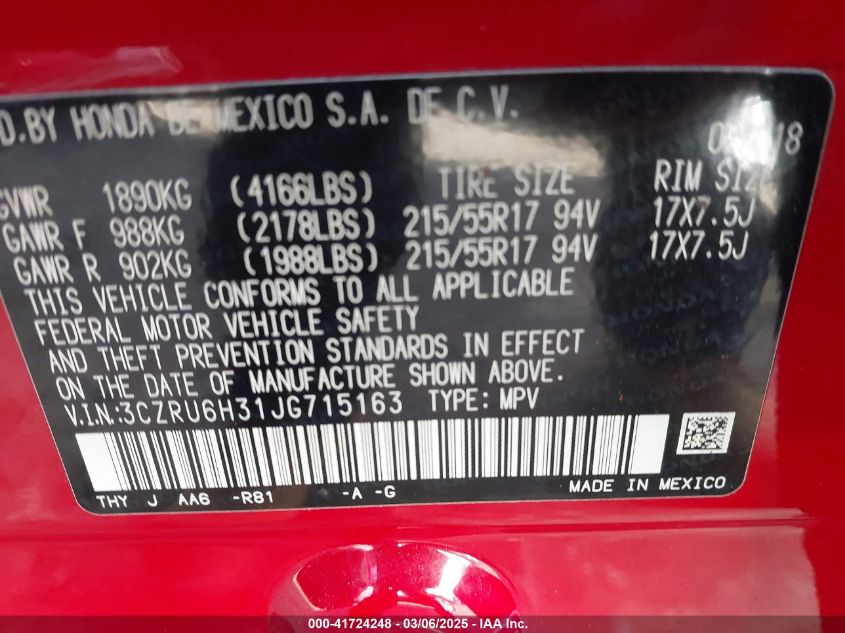 D.BY HONDA DE MEXICO S.A. DE C.V.
18
GVWR 1890KG (4166LBS) TIRE SIZE RIM SIZE
GAWR F 988KG (2178LBS) 215/55R17 94V 17X7.5J
GAWR R 902KG (1988LBS) 215/55R17 94V 17X7.5J
THIS VEHICLE CONFORMS TO ALL APPLICABLE
FEDERAL MOTOR VEHICLE SAFETY
AND THEFT PREVENTION STANDARDS IN EFFECT
ON THE DATE OF MANUFACTURE SHOWN ABOVE.
V.I.N.:3CZRU6H31JG715163 TYPE: MPV
THY J AA6 -R81 -A -G MADE IN MEXICO
000-41724248 - 03/06/2025 - IAA Inc.